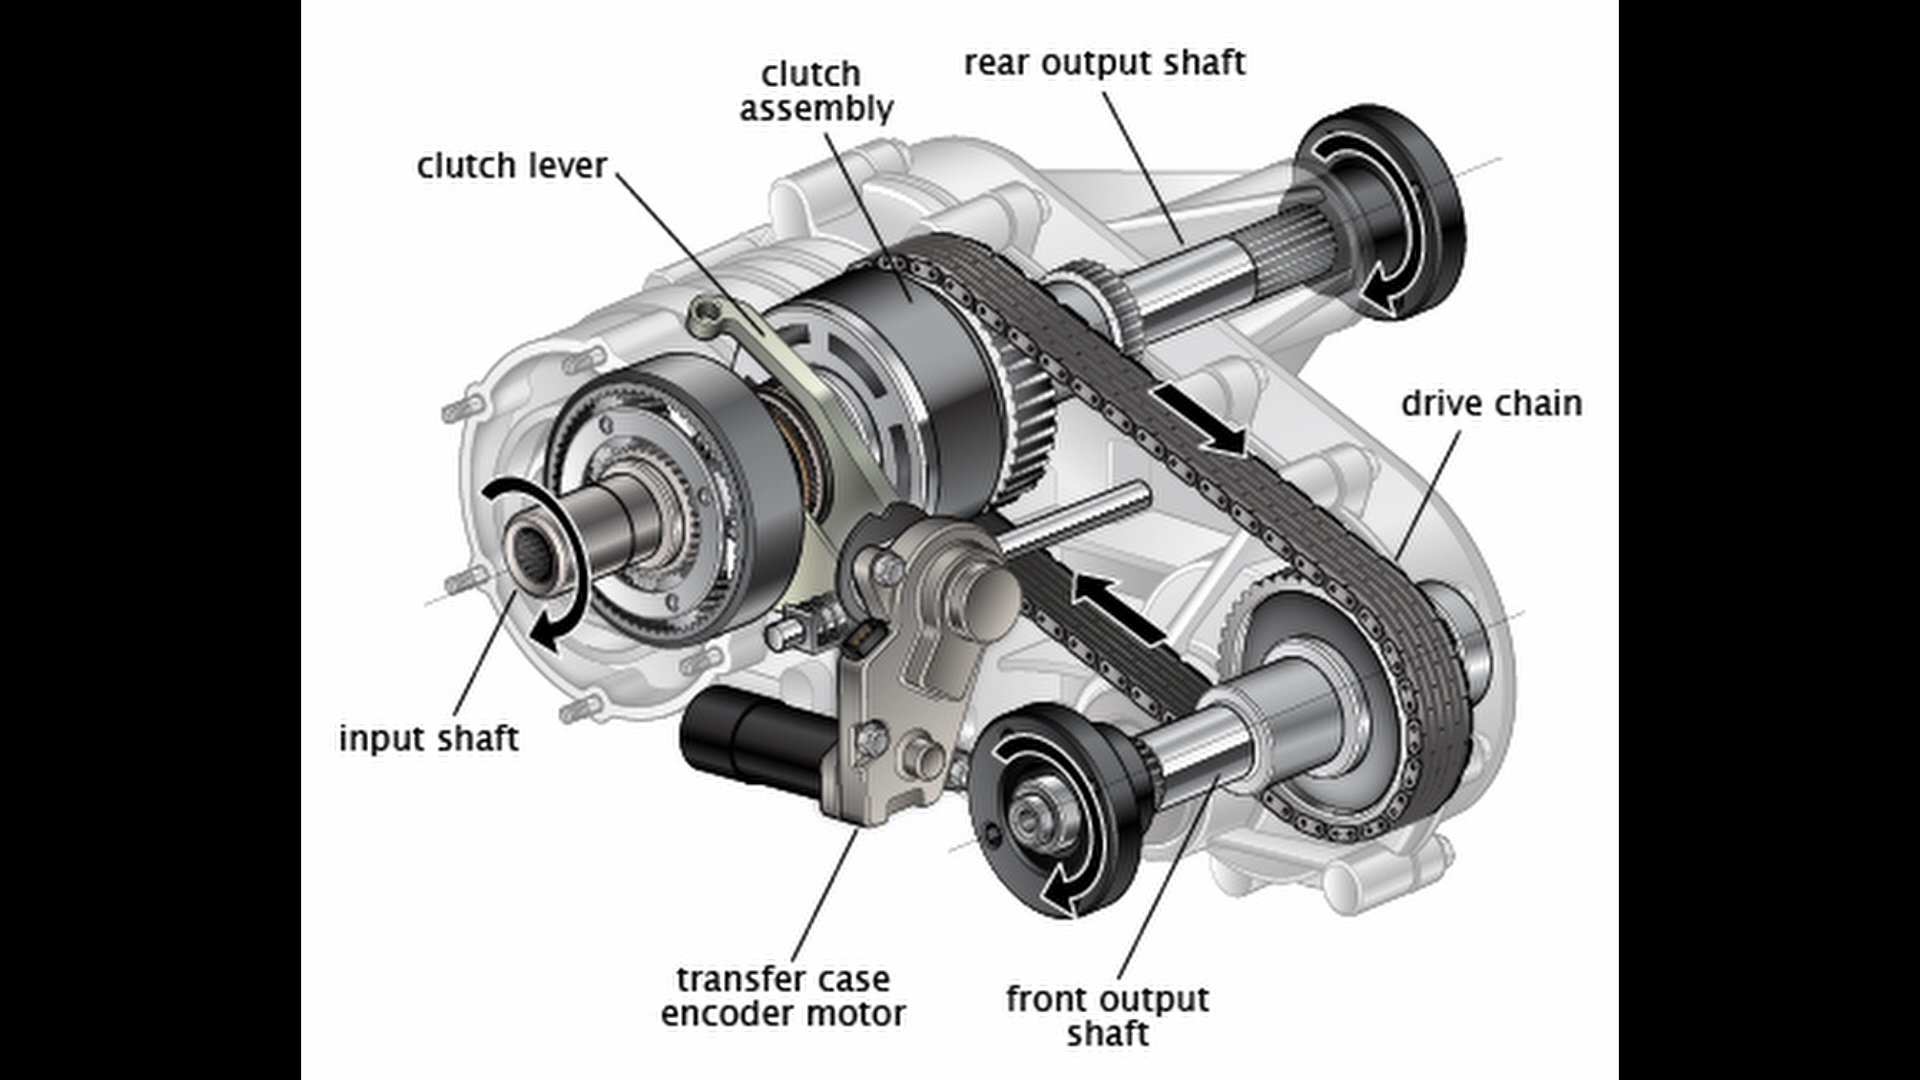 rear output shaft
clutch
assembly
clutch lever
drive chain
input shaft
transfer case
encoder motor
front output
shaft